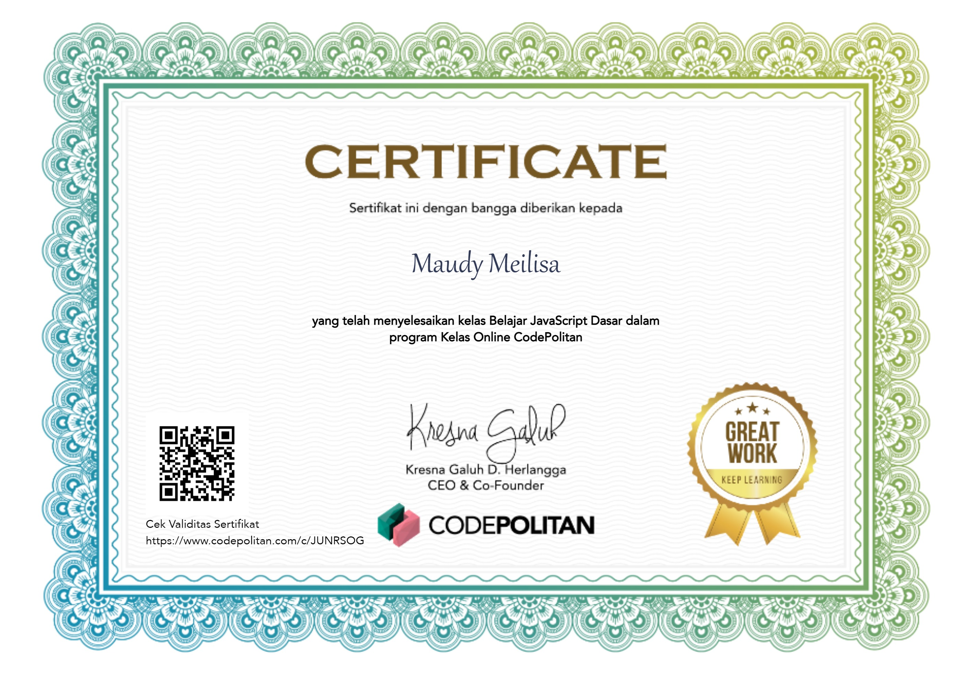 CERTIFICATE
Sertifikat ini dengan bangga diberikan kepada
Maudy Meilisa
yang telah menyelesaikan kelas Belajar JavaScript Dasar dalam
program Kelas Online CodePolitan
Kresna Galuh
Kresna Galuh D. Herlangga
CEO & Co-Founder
CODEPOLITAN
Cek Validitas Sertifikat
https://www.codepolitan.com/c/JUNRSOG
GREAT
WORK
KEEP LEARNING